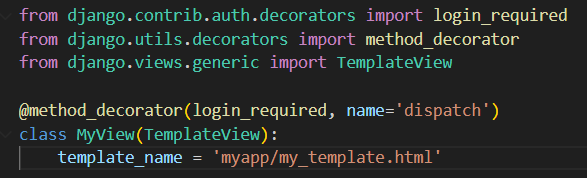 from django.contrib.auth.decorators import login_required
from django.utils.decorators import method_decorator
from django.views.generic import TemplateView
@method_decorator(login_required, name='dispatch')
class MyView(TemplateView):
    template_name = 'myapp/my_template.html'